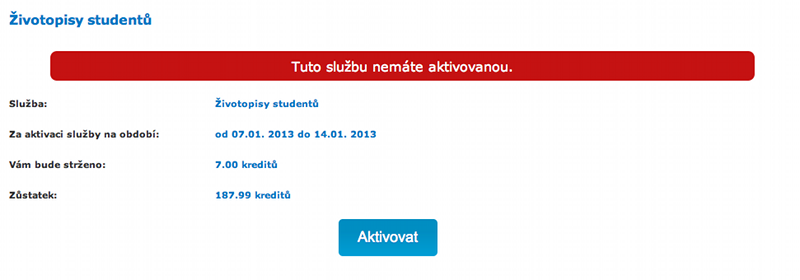 Životopisy studentů
Tuto službu nemáte aktivovanou.
Služba: Životopisy studentů
Za aktivaci služby na období: od 07.01. 2013 do 14.01. 2013
Vám bude strženo: 7.00 kreditů
Zůstatek: 187.99 kreditů
Aktivovat